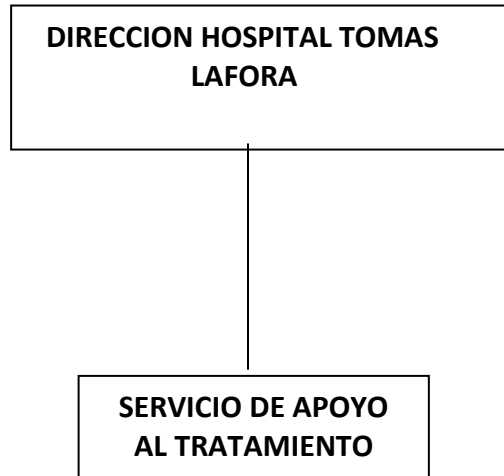 DIRECCION HOSPITAL TOMAS
LAFORA
SERVICIO DE APOYO
AL TRATAMIENTO